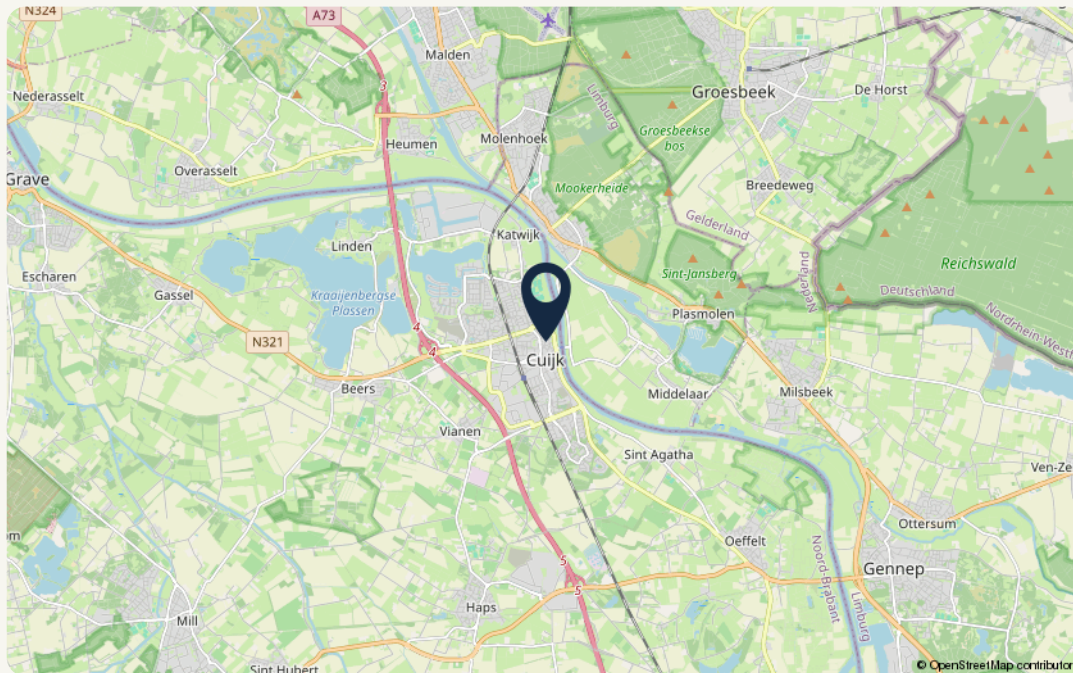 N324
A73
Malden
3
Groesbeek
De Horst
Nederasselt
Limburg
Groesbeekse
bos
Molenhoek
Heumen
Overasselt
Grave
Mookerheide
Breedeweg
Gelderland
Katwijk
Linden
Sint-Jansberg
Nederland
Reichswald
Escharen
Gassel
Kraaijenbergse
Plassen
Deutschland
Nordrhein-Westf
Plasmolen
4
4
N321
Cuijk
Beers
Middelaar
Milsbeek
Vianen
Sint Agatha
Ven-Ze
Ottersum
Oeffelt
Gennep
Noord-Brabant
Limburg
5
5
Haps
Mill
Sint Hubert
© OpenStreetMap contributor